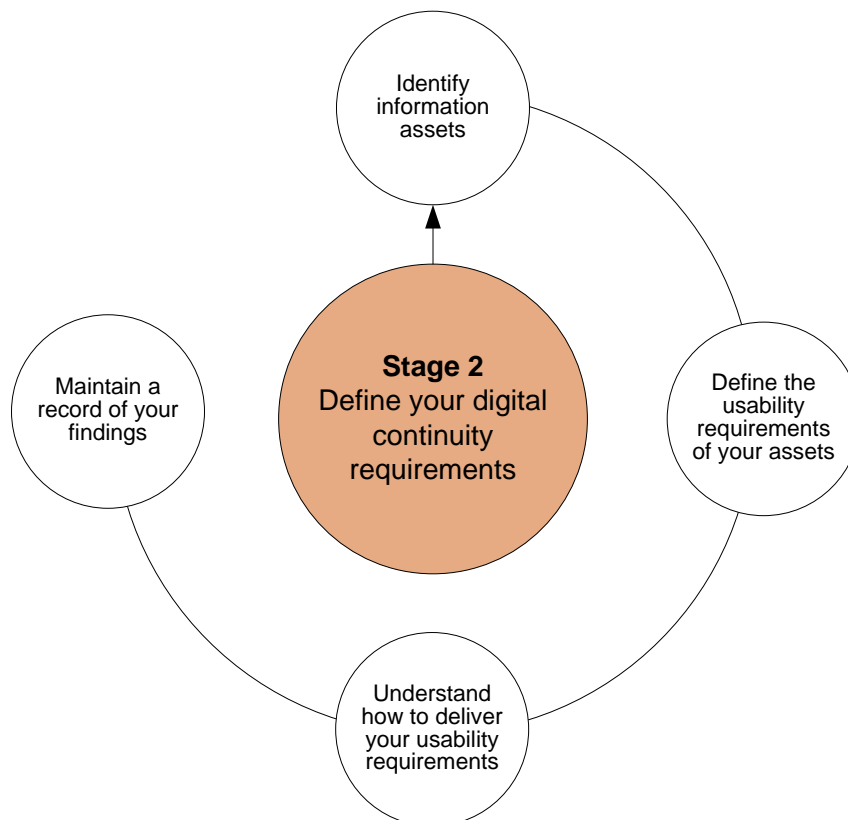 Identify
information
assets
Stage 2
Define your digital
continuity
requirements
Define the
usability
requirements
of your assets
Understand
how to deliver
your usability
requirements
Maintain a
record of your
findings